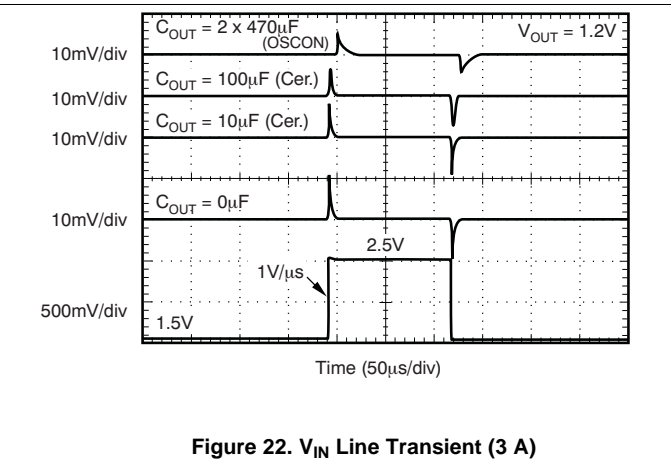 C_OUT = 2 x 470µF
(OSCON)
V_OUT = 1.2V
10mV/div
C_OUT = 100µF (Cer.)
10mV/div
C_OUT = 10µF (Cer.)
10mV/div
C_OUT = 0µF
10mV/div
2.5V
1V/µs
500mV/div
1.5V
Time (50µs/div)
Figure 22. V_IN Line Transient (3 A)